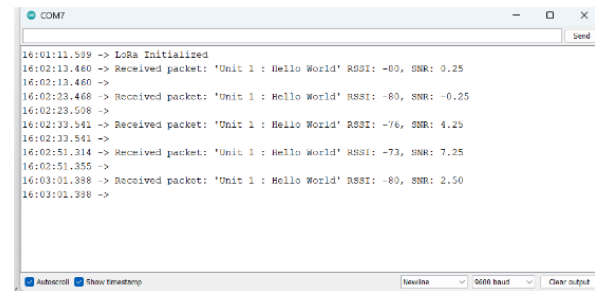 COM7
Send
16:01:11.589 -> LoRa Initialized
16:02:13.460 -> Received packet: 'Unit 1 : Hello World' RSSI: -80, SNR: 0.25
16:02:13.460 ->
16:02:23.468 -> Received packet: 'Unit 1 : Hello World' RSSI: -80, SNR: -0.25
16:02:23.508 ->
16:02:33.541 -> Received packet: 'Unit 1 : Hello World' RSSI: -76, SNR: 4.25
16:02:33.541 ->
16:02:51.314 -> Received packet: 'Unit 1 : Hello World' RSSI: -73, SNR: 7.25
16:02:51.355 ->
16:03:01.388 -> Received packet: 'Unit 1 : Hello World' RSSI: -80, SNR: 2.50
16:03:01.388 ->
Autoscroll Show timestamp Newline 9600 baud Clear output